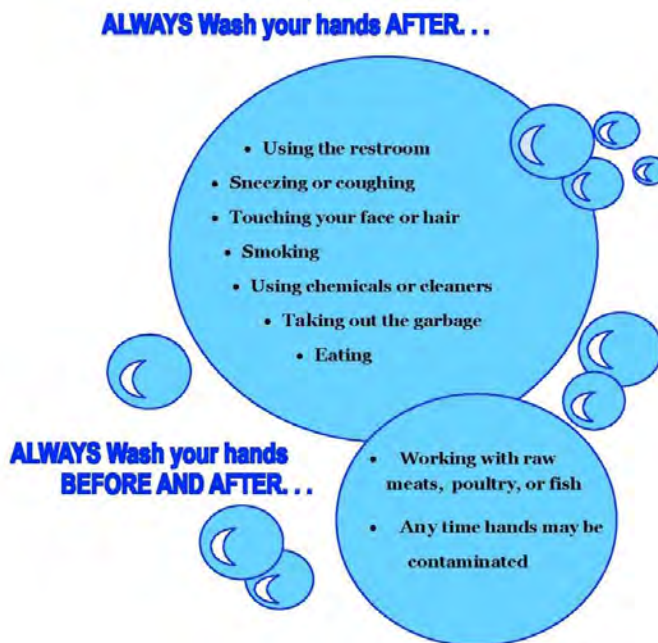 ALWAYS Wash your hands AFTER. . .
• Using the restroom
• Sneezing or coughing
• Touching your face or hair
• Smoking
• Using chemicals or cleaners
• Taking out the garbage
• Eating
ALWAYS Wash your hands
BEFORE AND AFTER. . .
• Working with raw
meats, poultry, or fish
• Any time hands may be
contaminated